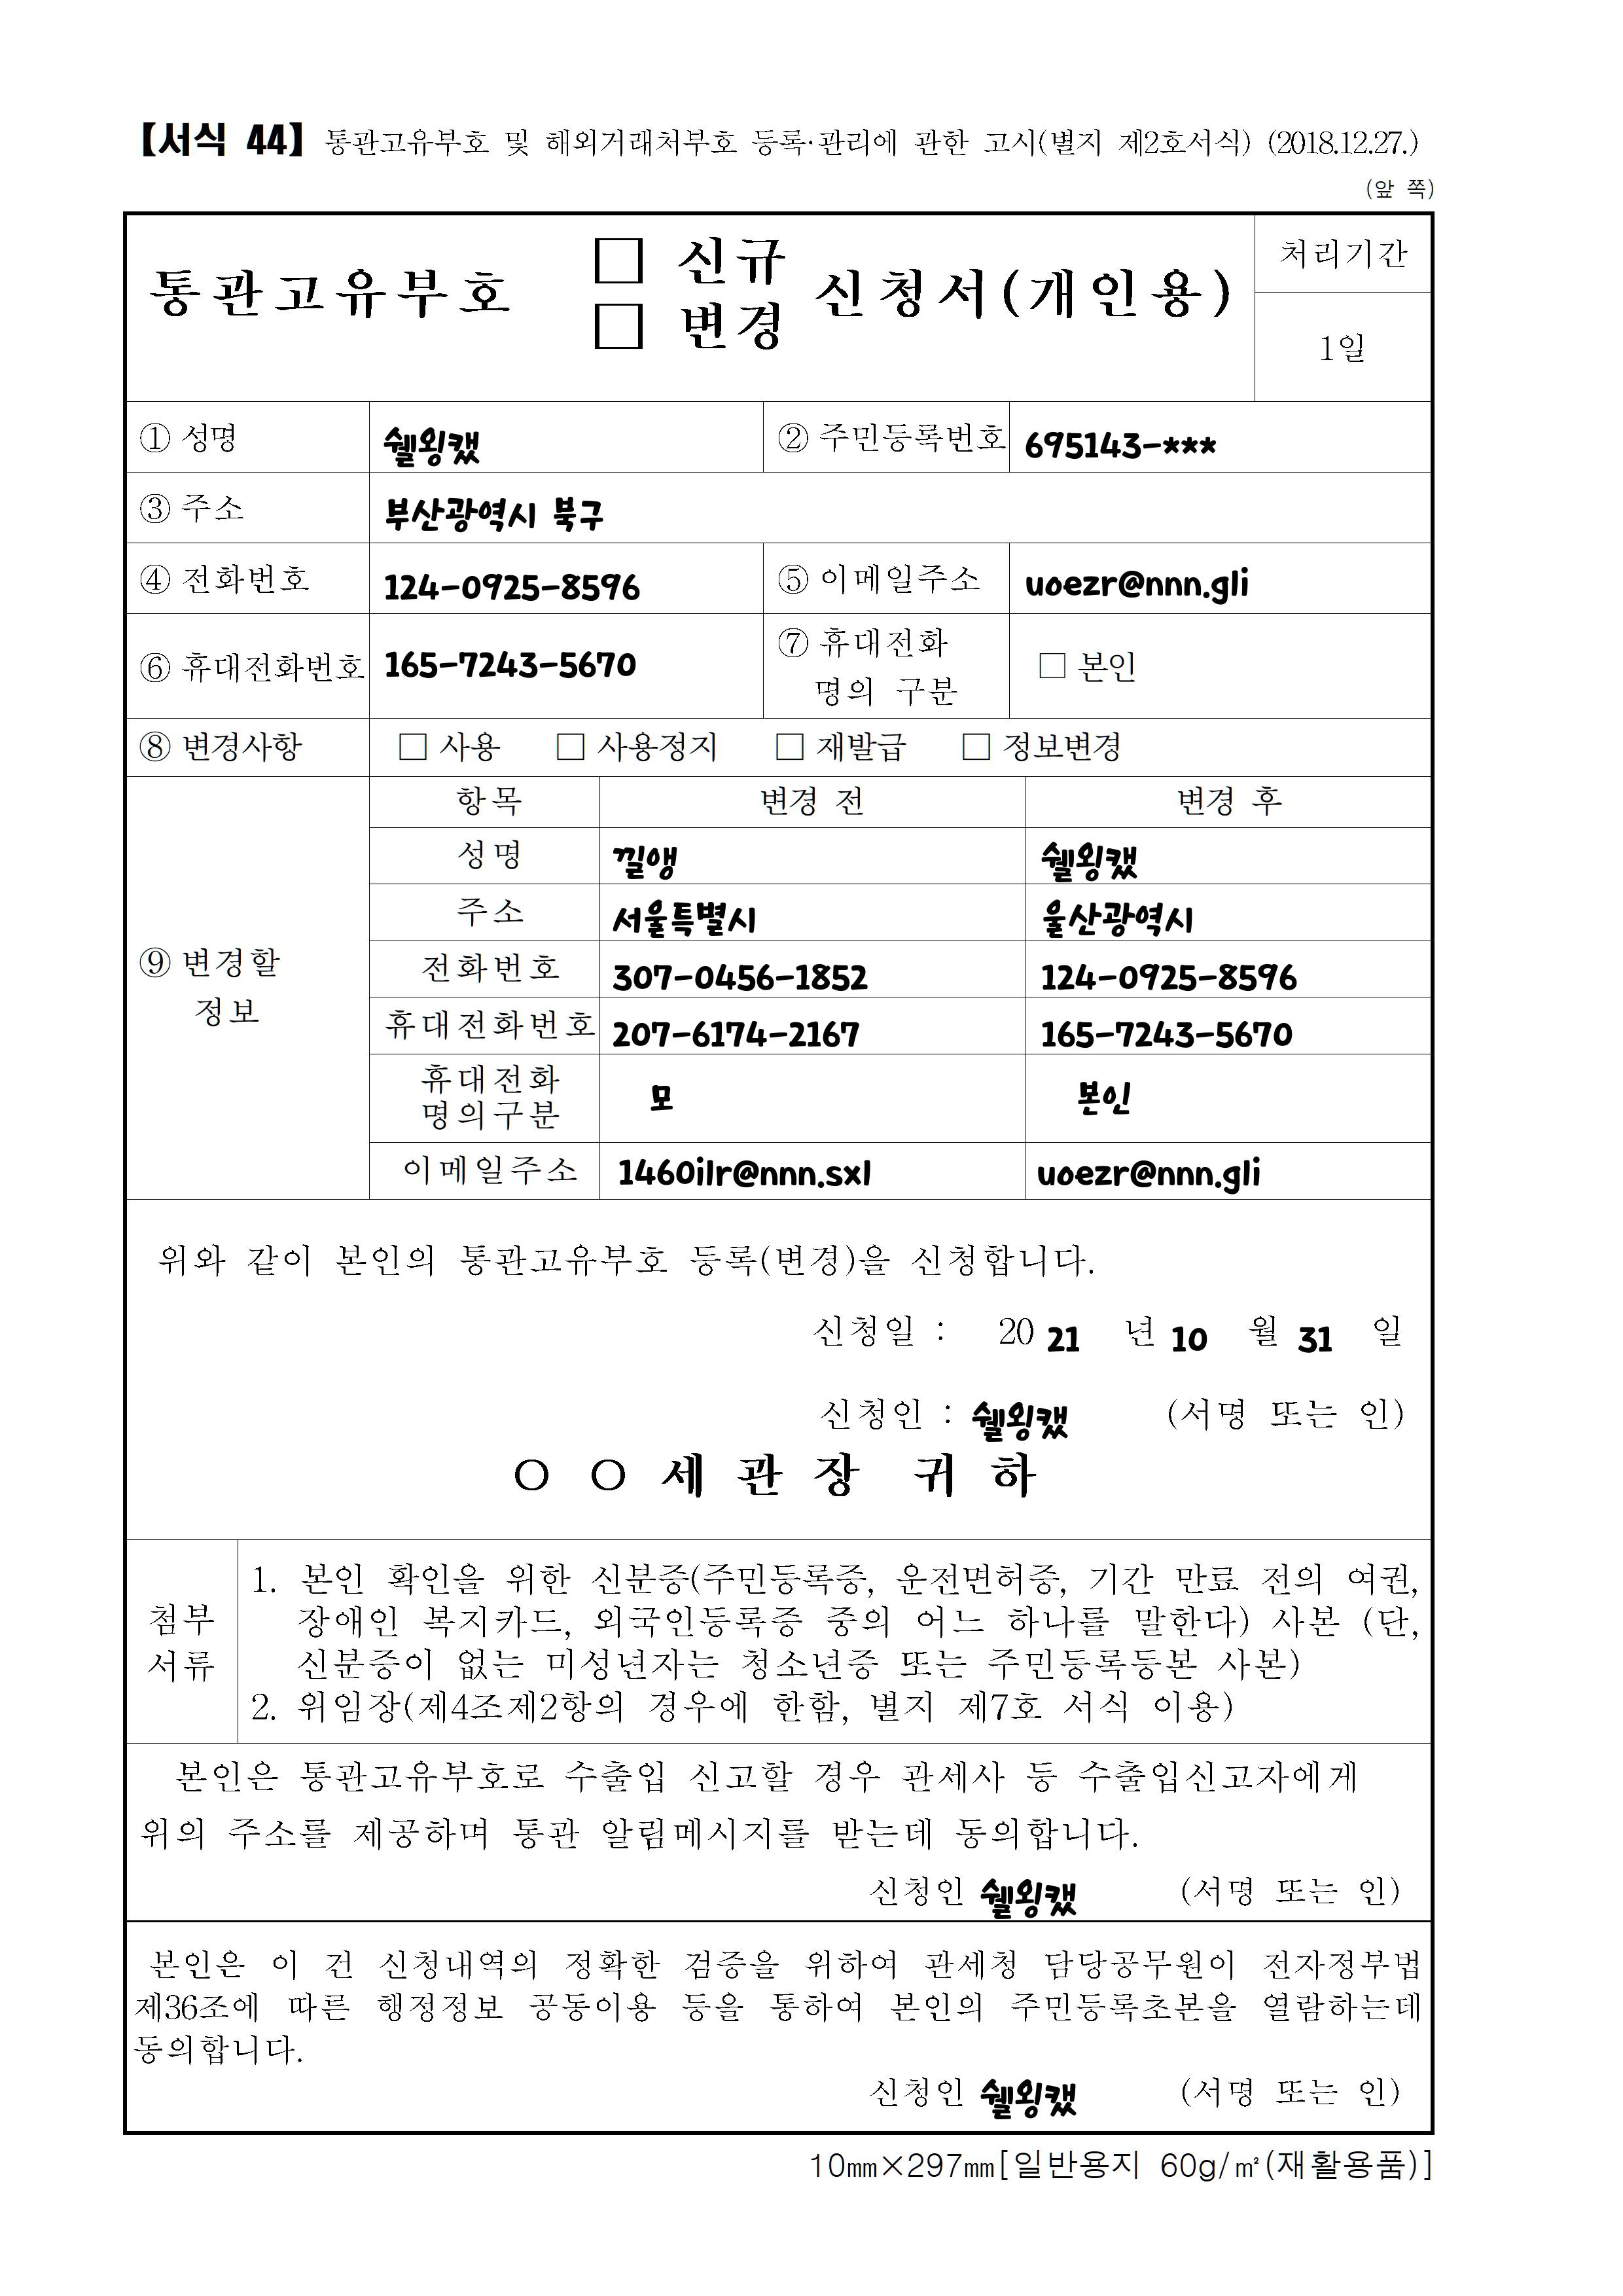 【서식 44】 통관고유부호 및 해외거래처부호 등록·관리에 관한 고시(별지 제2호서식) (2018.12.27.)
(앞 쪽)
통관고유부호 □ 신규 □ 변경 신청서(개인용)
처리기간
1일
① 성명 쉘욍캤 ② 주민등록번호 695143-***
③ 주소 부산광역시 북구
④ 전화번호 124-0925-8596 ⑤ 이메일주소 uoezr@nnn.gli
⑥ 휴대전화번호 165-7243-5670 ⑦ 휴대전화 명의 구분 □ 본인
⑧ 변경사항 □ 사용 □ 사용정지 □ 재발급 □ 정보변경
⑨ 변경할 정보
항목 변경 전 변경 후
성명 낄앵 쉘욍캤
주소 서울특별시 울산광역시
전화번호 307-0456-1852 124-0925-8596
휴대전화번호 207-6174-2167 165-7243-5670
휴대전화 명의구분 모 본인
이메일주소 1460ilr@nnn.sxl uoezr@nnn.gli
위와 같이 본인의 통관고유부호 등록(변경)을 신청합니다.
신청일 : 20 21 년 10 월 31 일
신청인 : 쉘욍캤 (서명 또는 인)
○ ○ 세 관 장 귀 하
첨부 서류
1. 본인 확인을 위한 신분증(주민등록증, 운전면허증, 기간 만료 전의 여권,
장애인 복지카드, 외국인등록증 중의 어느 하나를 말한다) 사본 (단,
신분증이 없는 미성년자는 청소년증 또는 주민등록등본 사본)
2. 위임장(제4조제2항의 경우에 한함, 별지 제7호 서식 이용)
본인은 통관고유부호로 수출입 신고할 경우 관세사 등 수출입신고자에게
위의 주소를 제공하며 통관 알림메시지를 받는데 동의합니다.
신청인 쉘욍캤 (서명 또는 인)
본인은 이 건 신청내역의 정확한 검증을 위하여 관세청 담당공무원이 전자정부법
제36조에 따른 행정정보 공동이용 등을 통하여 본인의 주민등록초본을 열람하는데
동의합니다.
신청인 쉘욍캤 (서명 또는 인)
10㎜×297㎜[일반용지 60g/㎡(재활용품)]